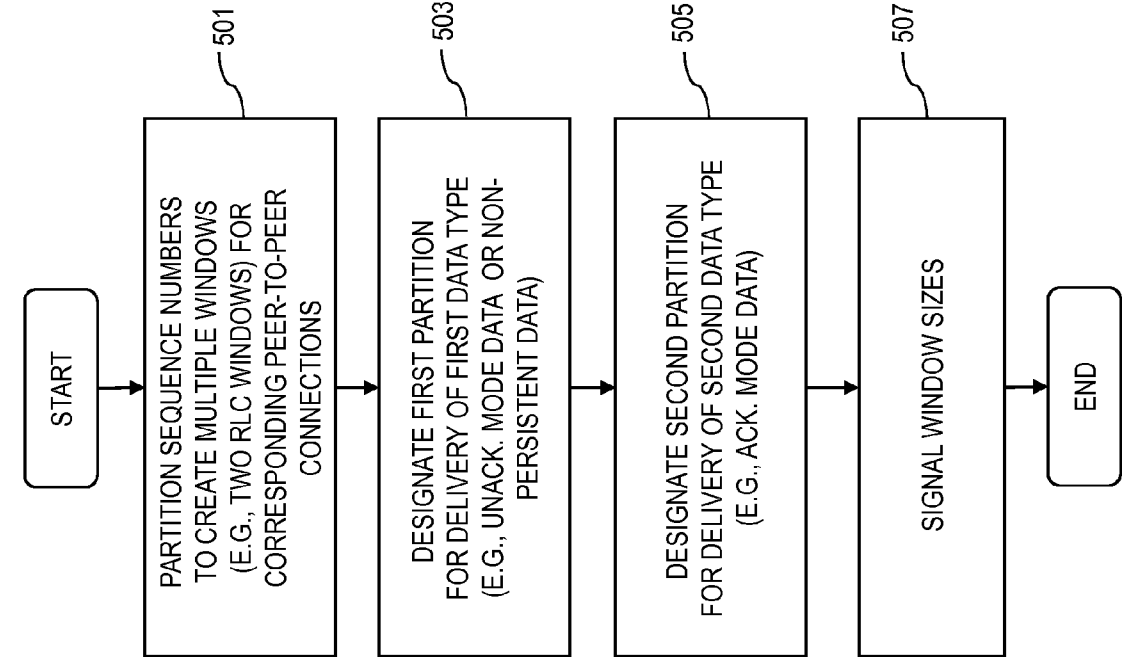 START
PARTITION SEQUENCE NUMBERS
TO CREATE MULTIPLE WINDOWS
(E.G., TWO RLC WINDOWS) FOR
CORRESPONDING PEER-TO-PEER
CONNECTIONS
501
DESIGNATE FIRST PARTITION
FOR DELIVERY OF FIRST DATA TYPE
(E.G., UNACK. MODE DATA OR NON-
PERSISTENT DATA)
503
DESIGNATE SECOND PARTITION
FOR DELIVERY OF SECOND DATA TYPE
(E.G., ACK. MODE DATA)
505
SIGNAL WINDOW SIZES
507
END